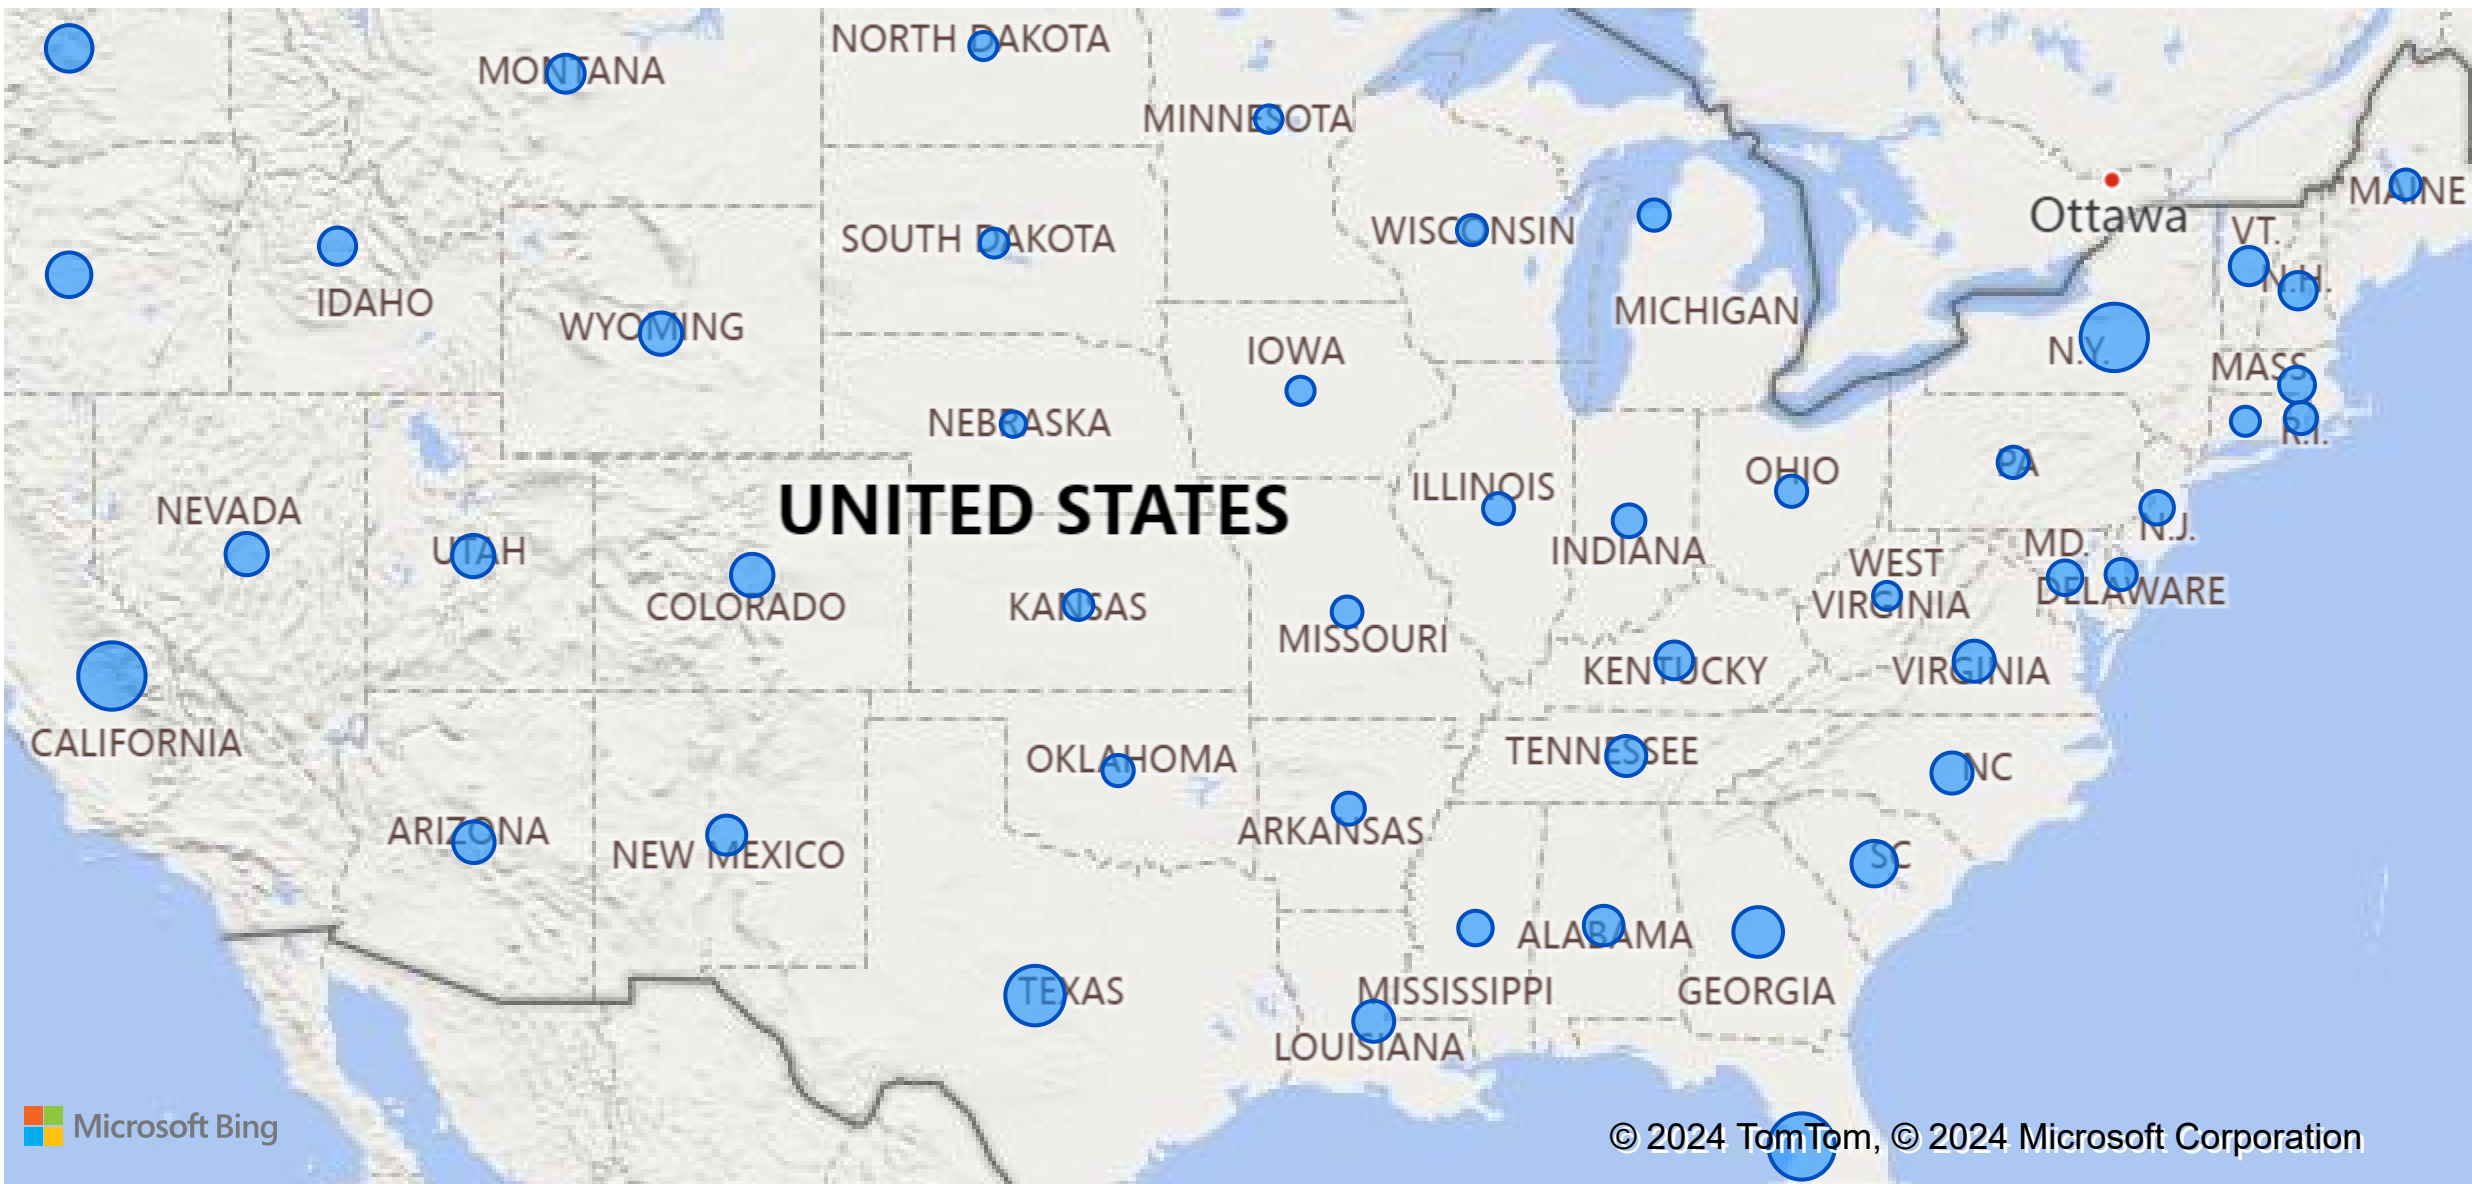 NORTH DAKOTA
MONTANA
MINNESOTA
MAINE
Ottawa
VT.
WISCONSIN
SOUTH DAKOTA
N.H.
IDAHO
MICHIGAN
WYOMING
IOWA
N.Y.
MASS
NEBRASKA
R.I.
PA
OHIO
ILLINOIS
UNITED STATES
NEVADA
N.J.
UTAH
INDIANA
MD.
WEST
VIRGINIA
DELAWARE
COLORADO
KANSAS
MISSOURI
KENTUCKY
VIRGINIA
CALIFORNIA
TENNESSEE
OKLAHOMA
NC
ARIZONA
ARKANSAS
NEW MEXICO
SC
ALABAMA
TEXAS
MISSISSIPPI
GEORGIA
LOUISIANA
Microsoft Bing
© 2024 TomTom, © 2024 Microsoft Corporation